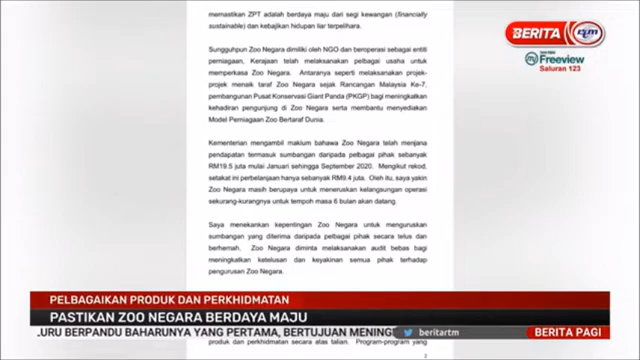 memastikan ZPT adalah berdaya maju dari segi kewangan (financially
sustainable) dan kebajikan hidupan liar terpelihara.
Sungguhpun Zoo Negara dimiliki oleh NGO dan beroperasi sebagai entiti
perniagaan, Kerajaan telah melaksanakan pelbagai usaha untuk
memperkasa Zoo Negara. Antaranya seperti melaksanakan projek-
projek menaik taraf Zoo Negara sejak Rancangan Malaysia Ke-7,
pembangunan Pusat Konservasi Giant Panda (PKGP) bagi meningkatkan
kehadiran pengunjung di Zoo Negara serta membantu menyediakan
Model Perniagaan Zoo Bertaraf Dunia.
Kementerian mengambil maklum bahawa Zoo Negara telah menjana
pendapatan termasuk sumbangan daripada pelbagai pihak sebanyak
RM19.5 juta mulai Januari sehingga September 2020. Mengikut rekod,
setakat ini perbelanjaan hanya sebanyak RM9.4 juta. Oleh itu, saya yakin
Zoo Negara masih berupaya untuk meneruskan kelangsungan operasi
sekurang-kurangnya untuk tempoh masa 6 bulan akan datang.
Saya menekankan kepentingan Zoo Negara untuk menguruskan
sumbangan yang diterima daripada pelbagai pihak secara telus dan
berhemah. Zoo Negara diminta melaksanakan audit bebas bagi
meningkatkan ketelusan dan keyakinan semua pihak terhadap
pengurusan Zoo Negara.
BERITA rtm
Freeview
Saluran 123
PELBAGAIKAN PRODUK DAN PERKHIDMATAN
PASTIKAN ZOO NEGARA BERDAYA MAJU
URU BERPANDU BAHARUNYA YANG PERTAMA, BERTUJUAN MENING
beritartm
BERITA PAGI
produk dan perkhidmatan secara atas talian. Program-program yang
2